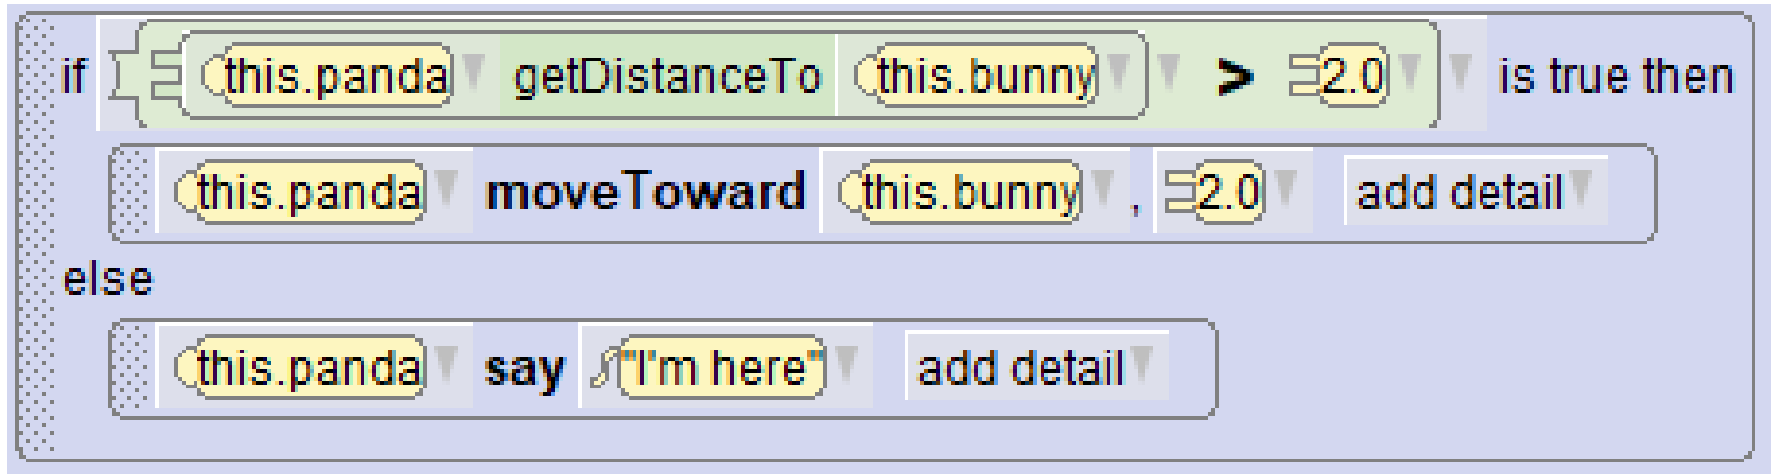 if this.panda getDistanceTo this.bunny > 2.0 is true then
this.panda moveToward this.bunny , 2.0 add detail
else
this.panda say "I'm here" add detail